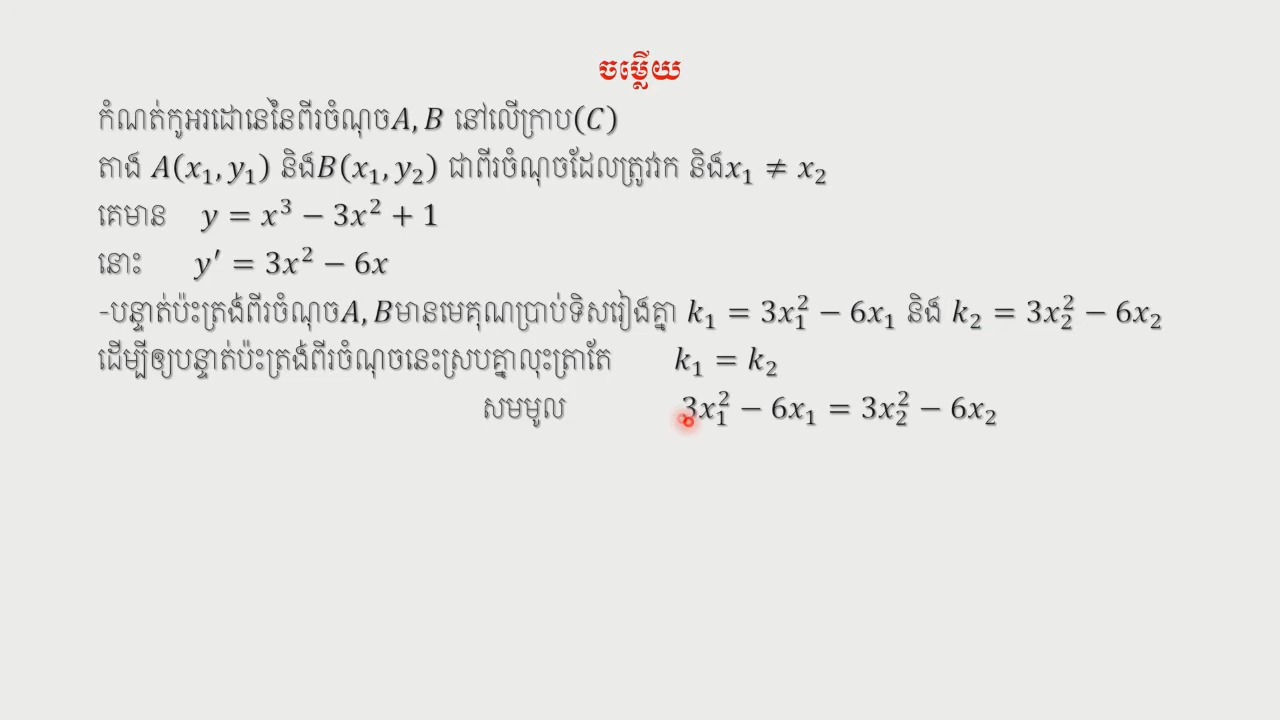 ចម្លើយ
កំណត់កូអរដោនេនៃពីរចំណុចA, B នៅលើក្រាប(C)
តាង A(x₁, y₁) និងB(x₁, y₂) ជាពីរចំណុចដែលត្រូវរក និងx₁ ≠ x₂
គេមាន y = x³ − 3x² + 1
នោះ y′ = 3x² − 6x
-បន្ទាត់ប៉ះត្រង់ពីរចំណុចA, Bមានមេគុណប្រាប់ទិសរៀងគ្នា k₁ = 3x₁² − 6x₁ និង k₂ = 3x₂² − 6x₂
ដើម្បីឲ្យបន្ទាត់ប៉ះត្រង់ពីរចំណុចនេះស្របគ្នាលុះត្រាតែ k₁ = k₂
សមមូល 3x₁² − 6x₁ = 3x₂² − 6x₂